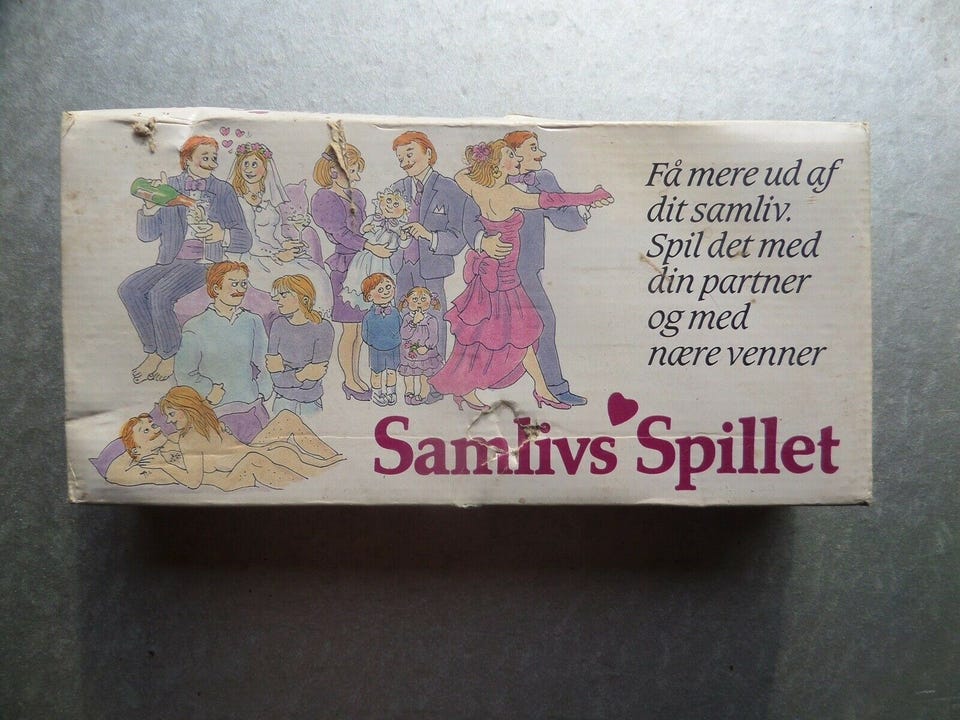 Få mere ud af
dit samliv.
Spil det med
din partner
og med
nære venner
Samlivs Spillet